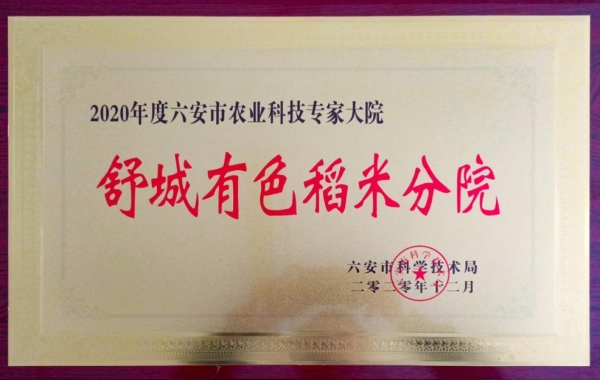 2020年度六安市农业科技专家大院
舒城有色稻米分院
六安市科学技术局
二零二零年十二月